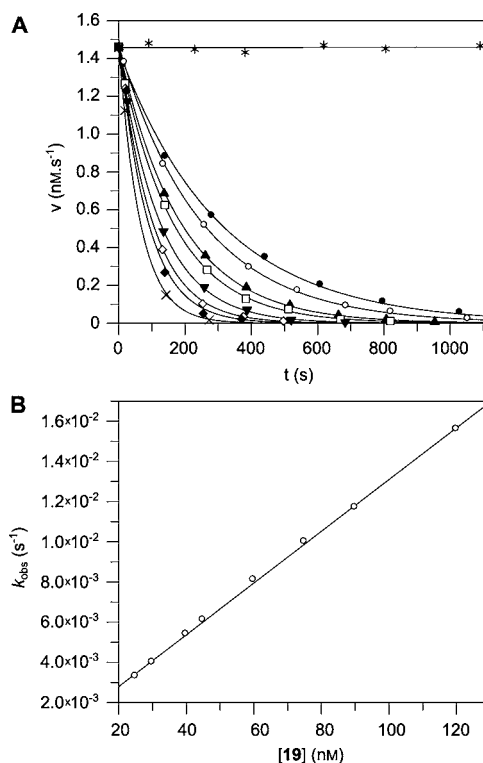 A
1.6
1.4
1.2
1.0
0.8
0.6
0.4
0.2
0
v (nM.s⁻¹)
0 200 400 600 800 1000
t (s)
B
1.6×10⁻²
1.4×10⁻²
1.2×10⁻²
1.0×10⁻²
8.0×10⁻³
6.0×10⁻³
4.0×10⁻³
2.0×10⁻³
kobs (s⁻¹)
20 40 60 80 100 120
[19] (nM)